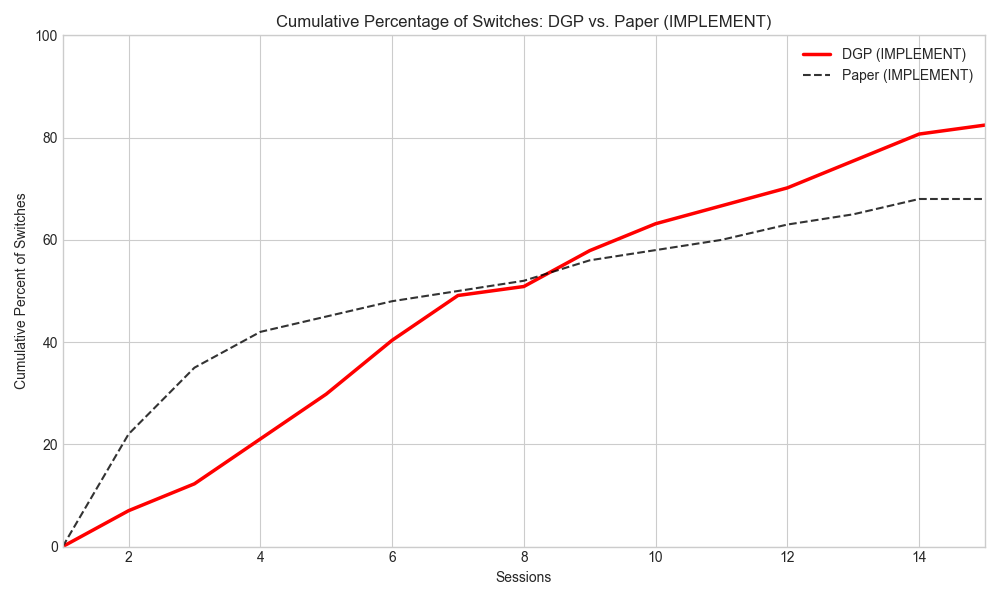 Cumulative Percentage of Switches: DGP vs. Paper (IMPLEMENT)
DGP (IMPLEMENT)
Paper (IMPLEMENT)
Cumulative Percent of Switches
100
80
60
40
20
0
2 4 6 8 10 12 14
Sessions